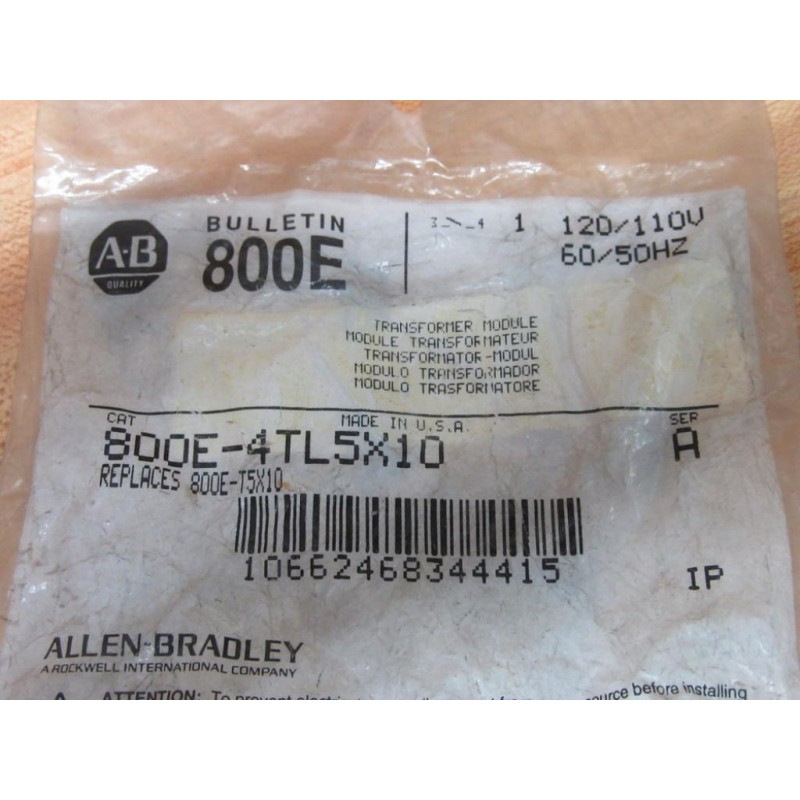 A-B
QUALITY
BULLETIN
800E
1 120/110V
60/50HZ
TRANSFORMER MODULE
MODULE TRANSFORMATEUR
TRANSFORMATOR-MODUL
MODULO TRANSFORMADOR
MODULO TRASFORMATORE
CAT MADE IN U.S.A. SER
800E-4TL5X10 A
REPLACES 800E-T5X10
10662468344415
IP
ALLEN-BRADLEY
A ROCKWELL INTERNATIONAL COMPANY
ATTENTION: To prevent source before installing